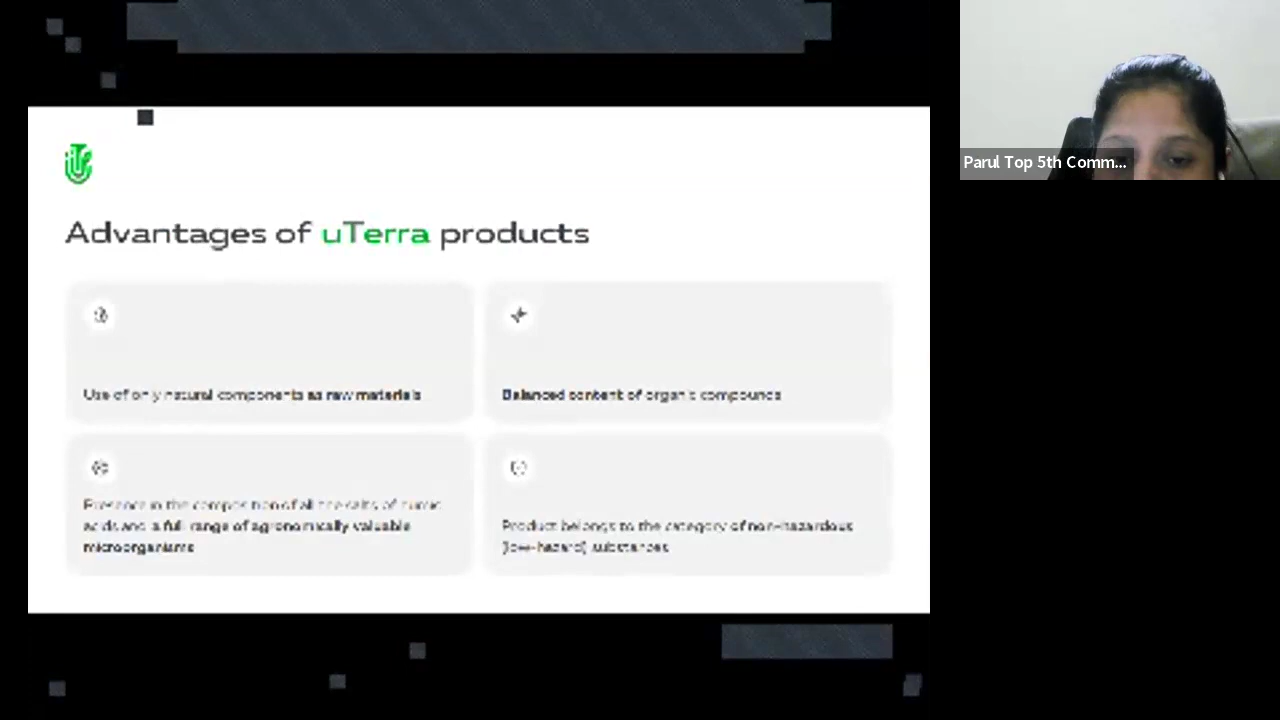 Advantages of uTerra products
Use of only natural components as raw materials
Balanced content of organic compounds
Presence in the composition of all the salts of humic
acids and a full range of agronomically valuable
microorganisms
Product belongs to the category of non-hazardous
(low-hazard) substances
Parul Top 5th Comm...